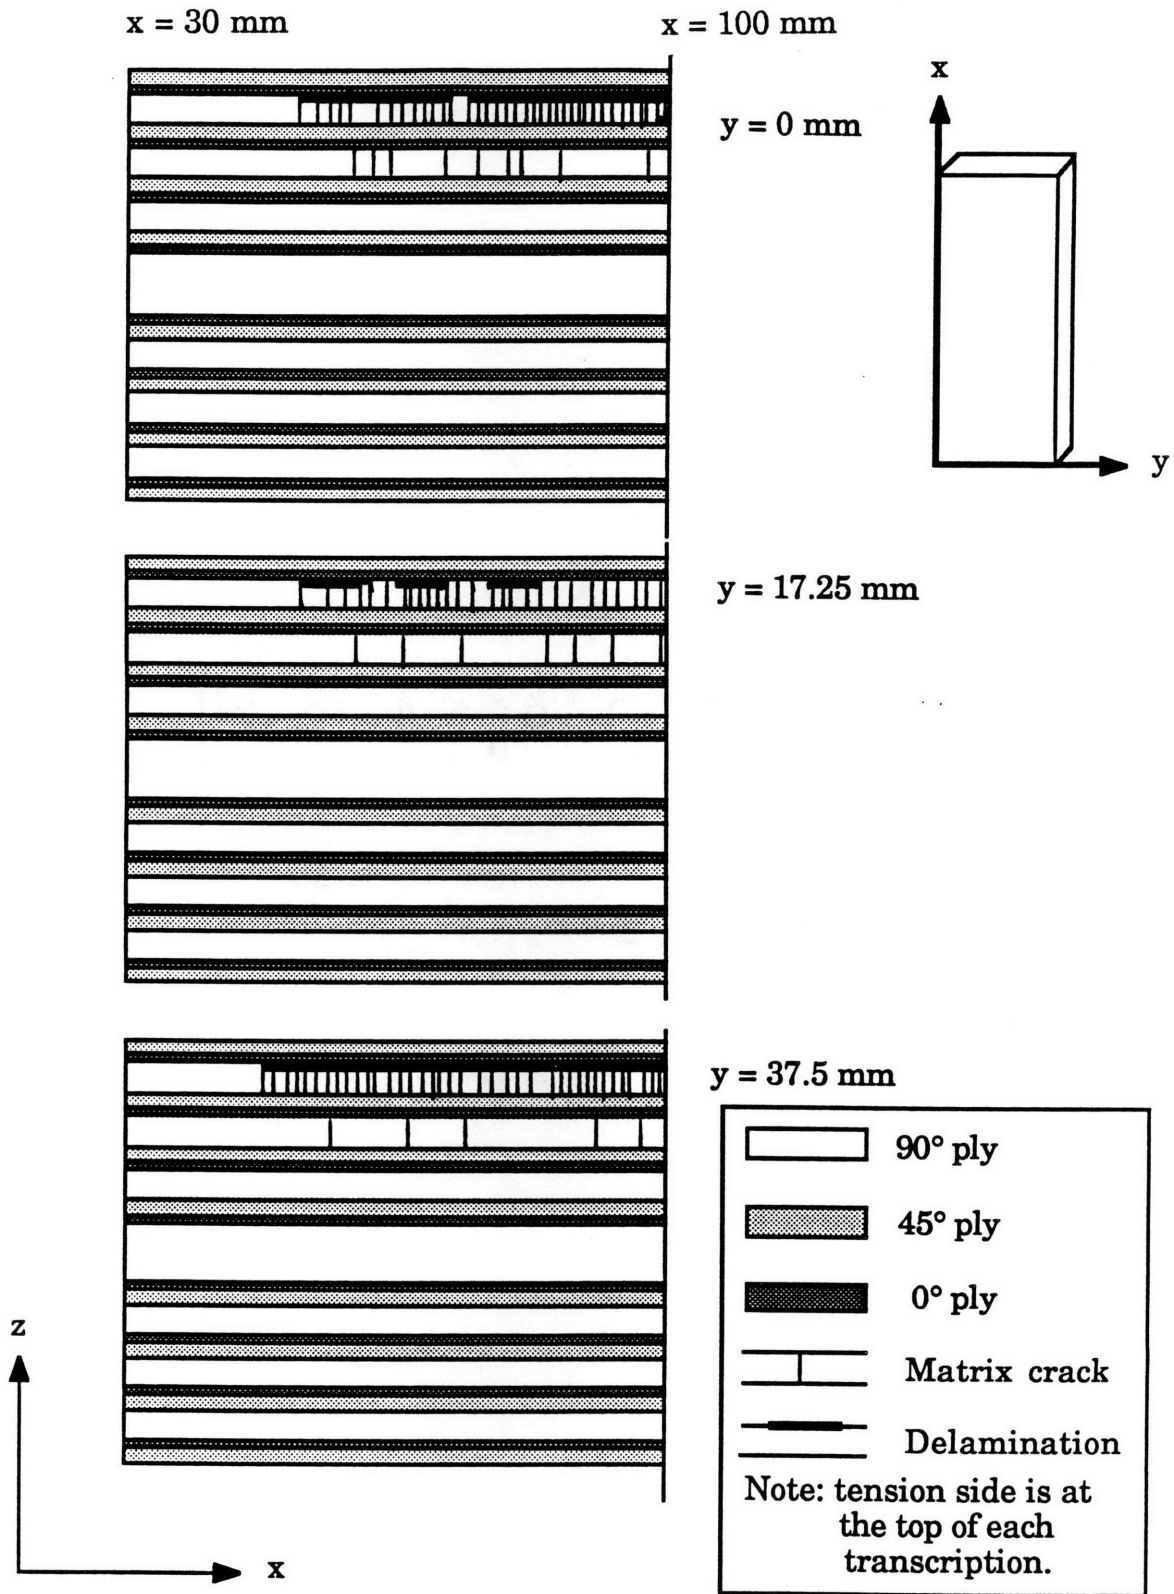 x = 30 mm
x = 100 mm
x
y = 0 mm
y
y = 17.25 mm
y = 37.5 mm
90° ply
45° ply
0° ply
Matrix crack
Delamination
Note: tension side is at
the top of each
transcription.
z
x